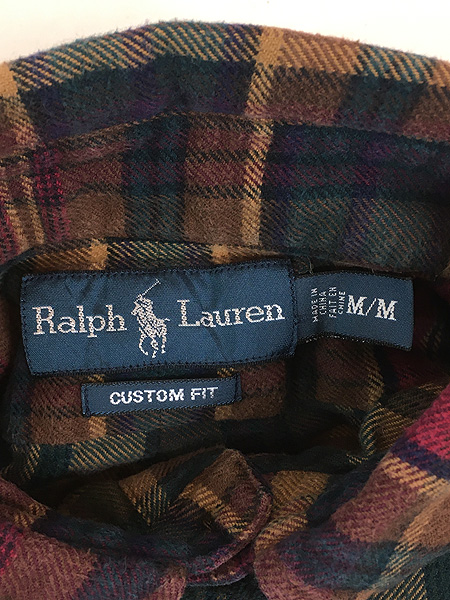 Ralph Lauren
MADE IN
CHINA
FAIT EN
CHINE
M/M
CUSTOM FIT